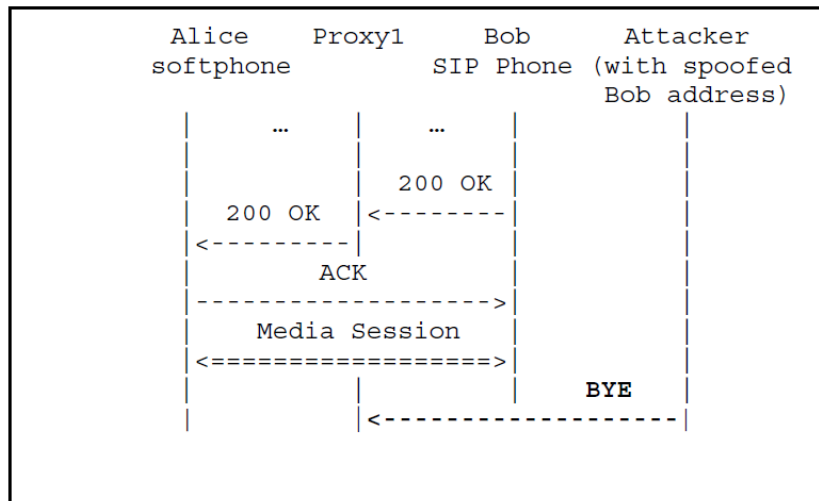 Alice Proxy1 Bob Attacker
softphone SIP Phone (with spoofed
Bob address)
… …
200 OK
200 OK
ACK
Media Session
BYE